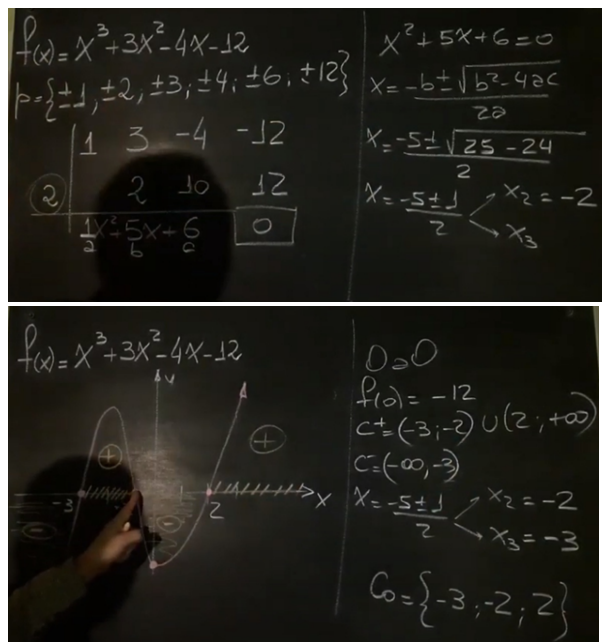 f(x)=x³+3x²-4x-12
p={±1,±2,±3,±4;±6;±12}
1 3 -4 -12
2 2 10 12
1x²+5x+6 0
a b c
x²+5x+6=0
x=-b±√b²-4ac
2a
x=-5±√25-24
2
x=-5±1 x₂=-2
2 x₃
f(x)=x³+3x²-4x-12
y
+ +
-3 1 2 x
- -
f(0)=-12
C⁺=(-3;-2)∪(2;+∞)
C⁻=(-∞,-3)
x=-5±1 x₂=-2
2 x₃=-3
C₀={-3;-2;2}